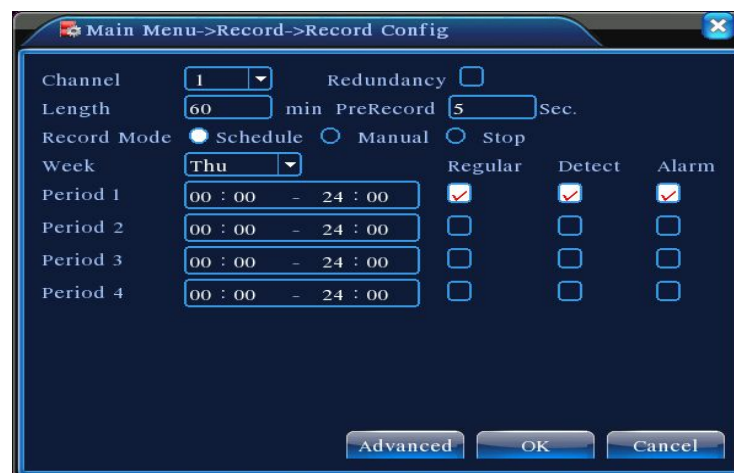 Main Menu->Record->Record Config
Channel 1 Redundancy
Length 60 min PreRecord 5 Sec.
Record Mode Schedule Manual Stop
Week Thu Regular Detect Alarm
Period 1 00 : 00 - 24 : 00
Period 2 00 : 00 - 24 : 00
Period 3 00 : 00 - 24 : 00
Period 4 00 : 00 - 24 : 00
Advanced OK Cancel